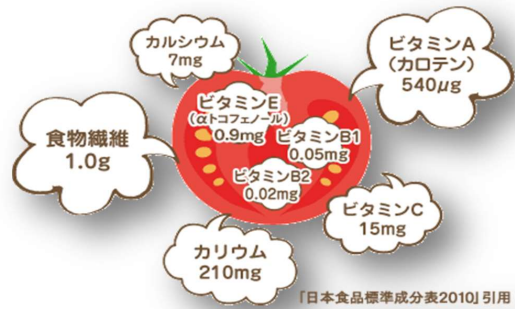 カルシウム
7mg
ビタミンA
(カロテン)
540μg
ビタミンE
(αトコフェノール)
0.9mg
ビタミンB1
0.05mg
食物繊維
1.0g
ビタミンB2
0.02mg
ビタミンC
15mg
カリウム
210mg
「日本食品標準成分表2010」引用